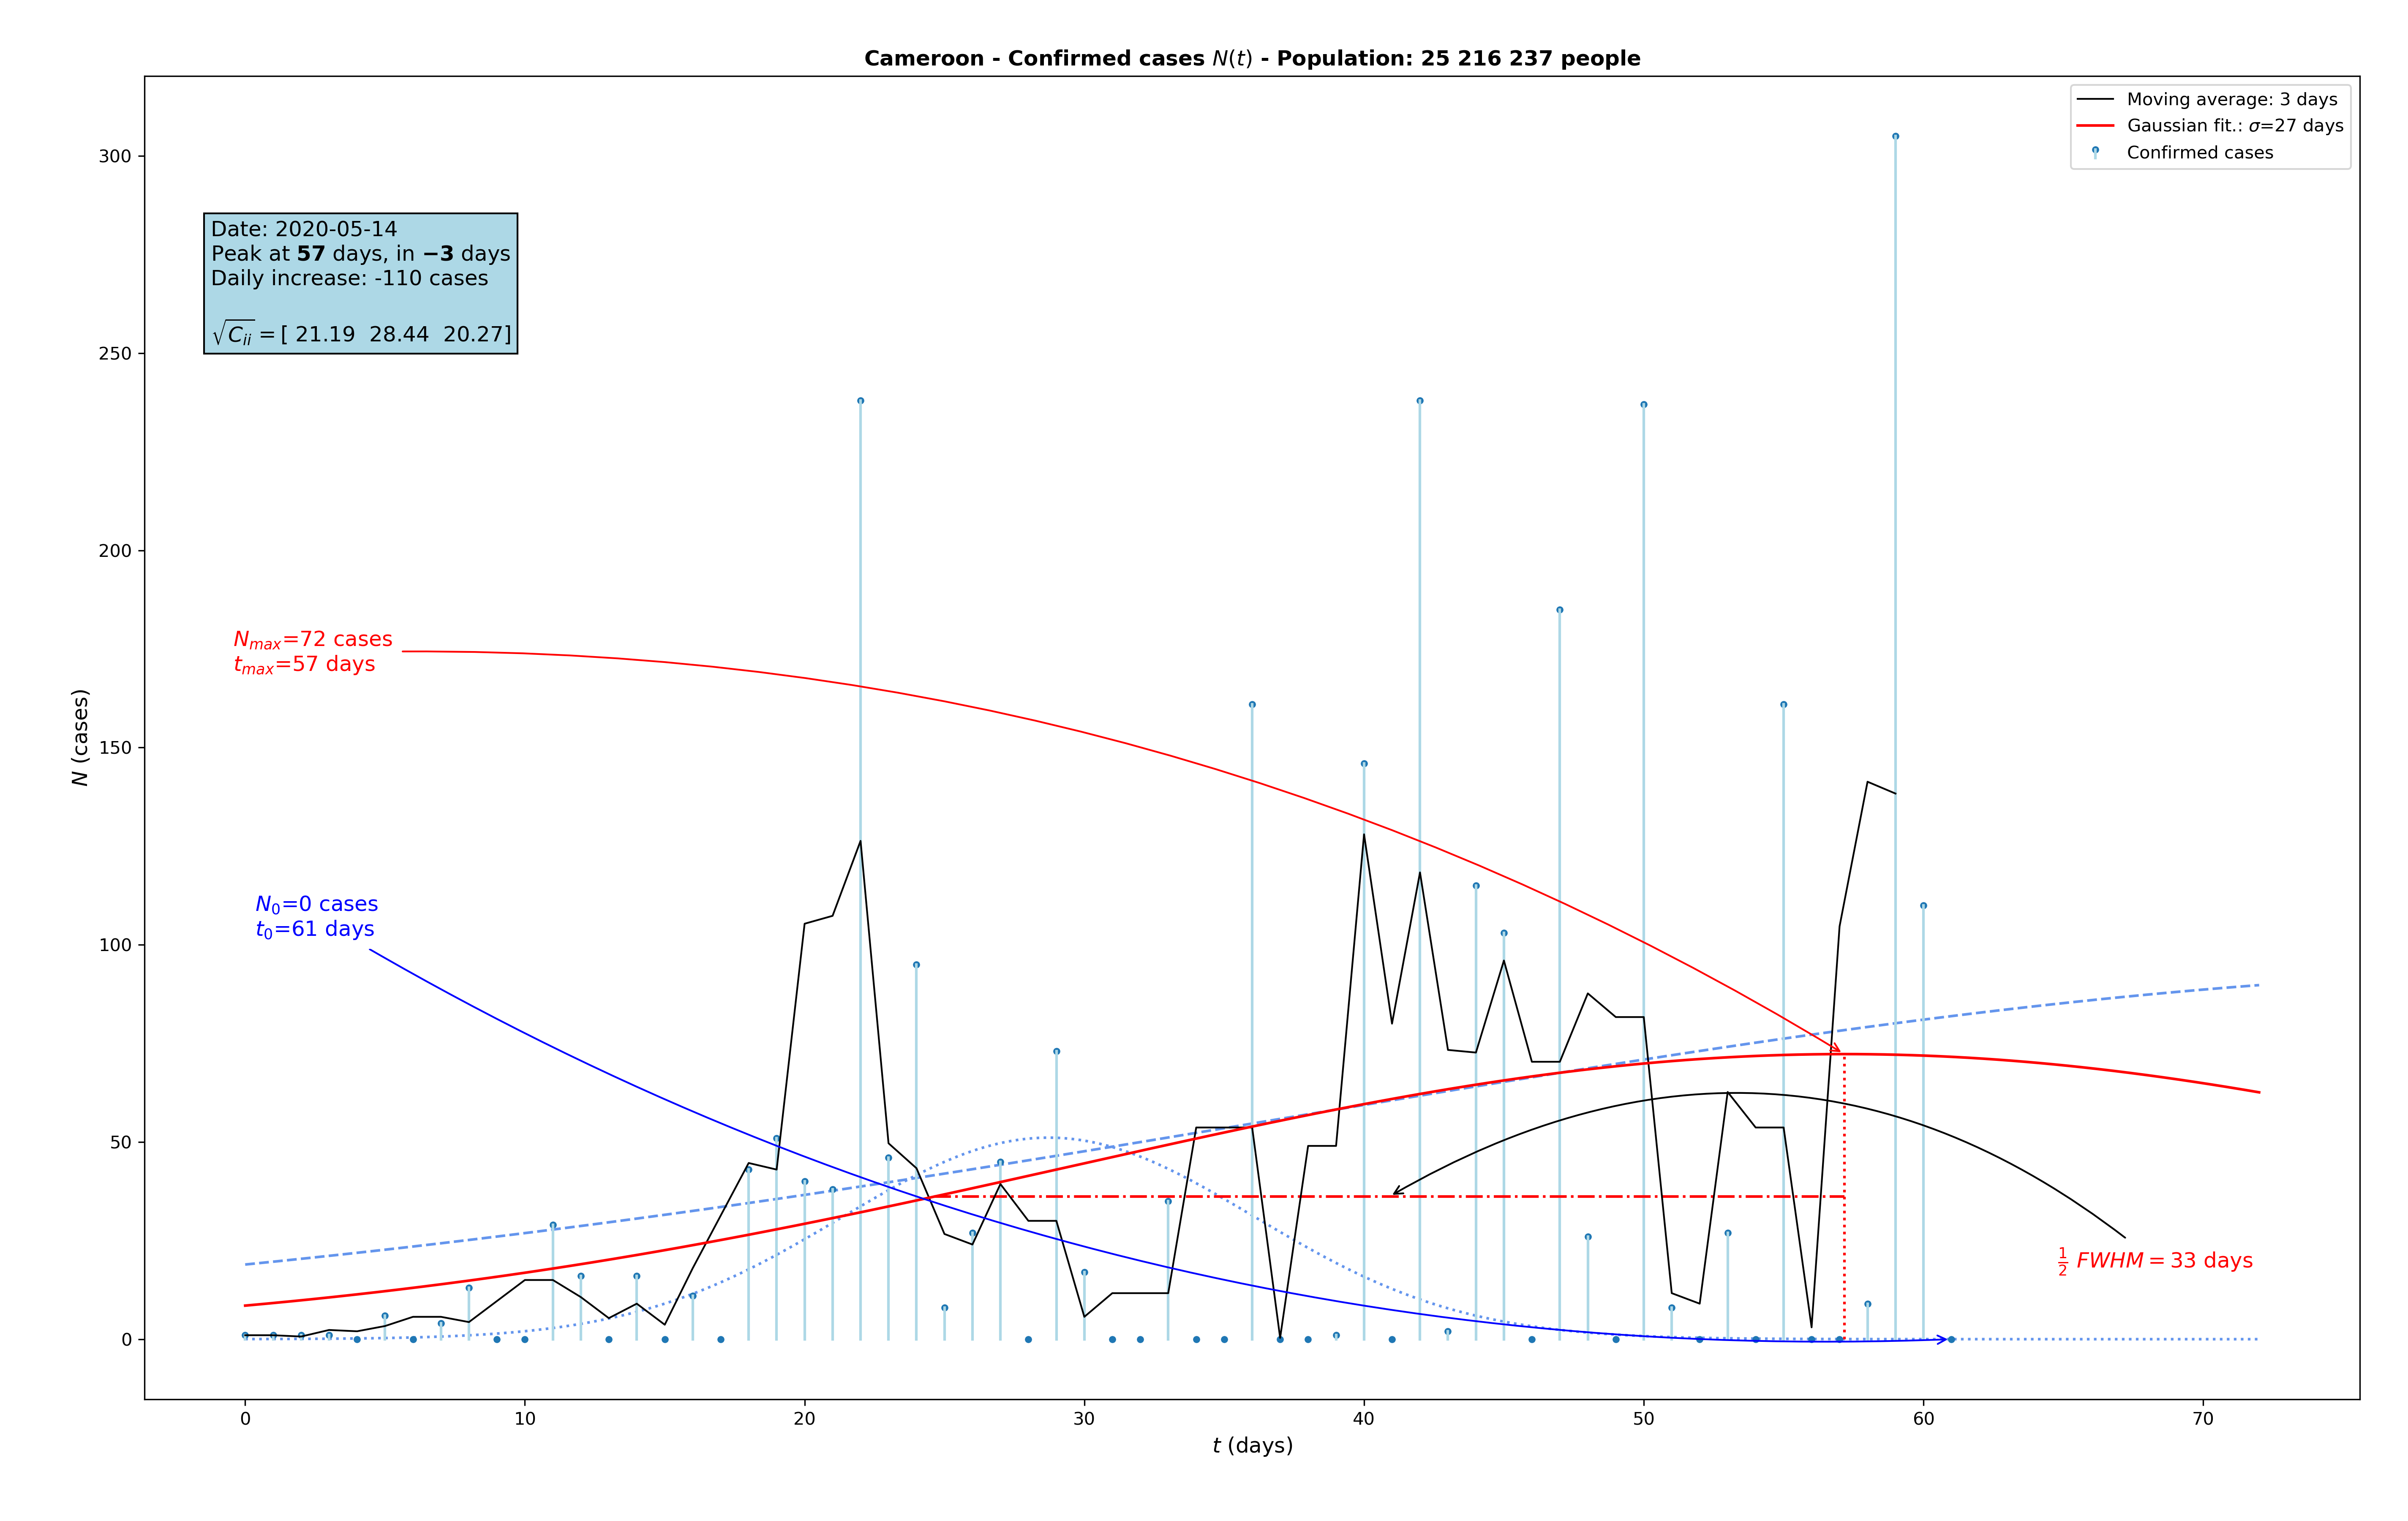 Cameroon - Confirmed cases N(t) - Population: 25 216 237 people
Moving average: 3 days
Gaussian fit.: σ=27 days
Confirmed cases
Date: 2020-05-14
Peak at 57 days, in −3 days
Daily increase: -110 cases
√C_ii = [ 21.19 28.44 20.27]
N_max=72 cases
t_max=57 days
N_0=0 cases
t_0=61 days
½ FWHM = 33 days
N (cases)
300
250
200
150
100
50
0
0 10 20 30 40 50 60 70
t (days)